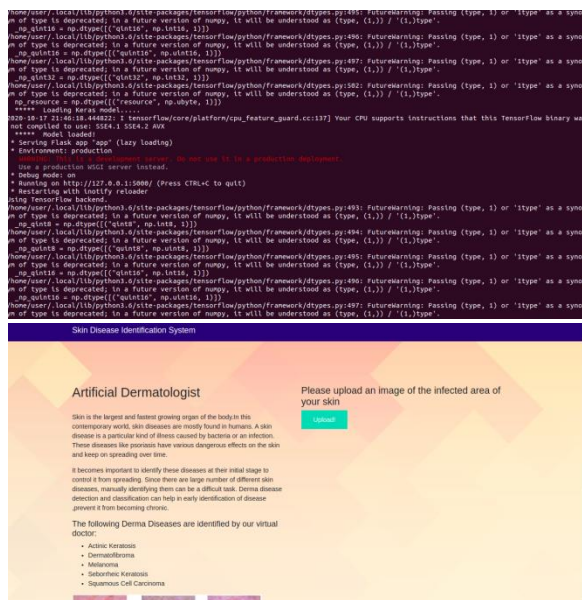 /home/user/.local/lib/python3.6/site-packages/tensorflow/python/framework/dtypes.py:495: FutureWarning: Passing (type, 1) or '1type' as a syno
ym of type is deprecated; in a future version of numpy, it will be understood as (type, (1,)) / '(1,)type'.
_np_quint16 = np.dtype([("quint16", np.uint16, 1)])
/home/user/.local/lib/python3.6/site-packages/tensorflow/python/framework/dtypes.py:496: FutureWarning: Passing (type, 1) or '1type' as a syno
ym of type is deprecated; in a future version of numpy, it will be understood as (type, (1,)) / '(1,)type'.
_np_quint16 = np.dtype([("quint16", np.uint16, 1)])
/home/user/.local/lib/python3.6/site-packages/tensorflow/python/framework/dtypes.py:497: FutureWarning: Passing (type, 1) or '1type' as a syno
ym of type is deprecated; in a future version of numpy, it will be understood as (type, (1,)) / '(1,)type'.
_np_qint32 = np.dtype([("qint32", np.int32, 1)])
/home/user/.local/lib/python3.6/site-packages/tensorflow/python/framework/dtypes.py:502: FutureWarning: Passing (type, 1) or '1type' as a syno
ym of type is deprecated; in a future version of numpy, it will be understood as (type, (1,)) / '(1,)type'.
np_resource = np.dtype([("resource", np.ubyte, 1)])
***** Loading Keras model.....
2020-10-17 21:46:10.444822: I tensorflow/core/platform/cpu_feature_guard.cc:137] Your CPU supports instructions that this TensorFlow binary wa
not compiled to use: SSE4.1 SSE4.2 AVX
***** Model loaded!
* Serving Flask app "app" (lazy loading)
* Environment: production
WARNING: This is a development server. Do not use it in a production deployment.
Use a production WSGI server instead.
* Debug mode: on
* Running on http://127.0.0.1:5000/ (Press CTRL+C to quit)
* Restarting with inotify reloader
Using TensorFlow backend.
/home/user/.local/lib/python3.6/site-packages/tensorflow/python/framework/dtypes.py:493: FutureWarning: Passing (type, 1) or '1type' as a syno
ym of type is deprecated; in a future version of numpy, it will be understood as (type, (1,)) / '(1,)type'.
_np_qint8 = np.dtype([("qint8", np.int8, 1)])
/home/user/.local/lib/python3.6/site-packages/tensorflow/python/framework/dtypes.py:494: FutureWarning: Passing (type, 1) or '1type' as a syno
ym of type is deprecated; in a future version of numpy, it will be understood as (type, (1,)) / '(1,)type'.
_np_quint8 = np.dtype([("quint8", np.uint8, 1)])
/home/user/.local/lib/python3.6/site-packages/tensorflow/python/framework/dtypes.py:495: FutureWarning: Passing (type, 1) or '1type' as a syno
ym of type is deprecated; in a future version of numpy, it will be understood as (type, (1,)) / '(1,)type'.
_np_qint16 = np.dtype([("qint16", np.int16, 1)])
/home/user/.local/lib/python3.6/site-packages/tensorflow/python/framework/dtypes.py:496: FutureWarning: Passing (type, 1) or '1type' as a syno
ym of type is deprecated; in a future version of numpy, it will be understood as (type, (1,)) / '(1,)type'.
_np_quint16 = np.dtype([("quint16", np.uint16, 1)])
/home/user/.local/lib/python3.6/site-packages/tensorflow/python/framework/dtypes.py:497: FutureWarning: Passing (type, 1) or '1type' as a syno
ym of type is deprecated; in a future version of numpy, it will be understood as (type, (1,)) / '(1,)type'.
Skin Disease Identification System
Artificial Dermatologist
Skin is the largest and fastest growing organ of the body.In this
contemporary world, skin diseases are mostly found in humans. A skin
disease is a particular kind of illness caused by bacteria or an infection.
These diseases like psoriasis have various dangerous effects on the skin
and keep on spreading over time.
It becomes important to identify these diseases at their initial stage to
control it from spreading. Since there are large number of different skin
diseases, manually identifying them can be a difficult task. Derma disease
detection and classification can help in early identification of disease
,prevent it from becoming chronic.
The following Derma Diseases are identified by our virtual
doctor:
• Actinic Keratosis
• Dermatofibroma
• Melanoma
• Seborrheic Keratosis
• Squamous Cell Carcinoma
Please upload an image of the infected area of
your skin
Upload!